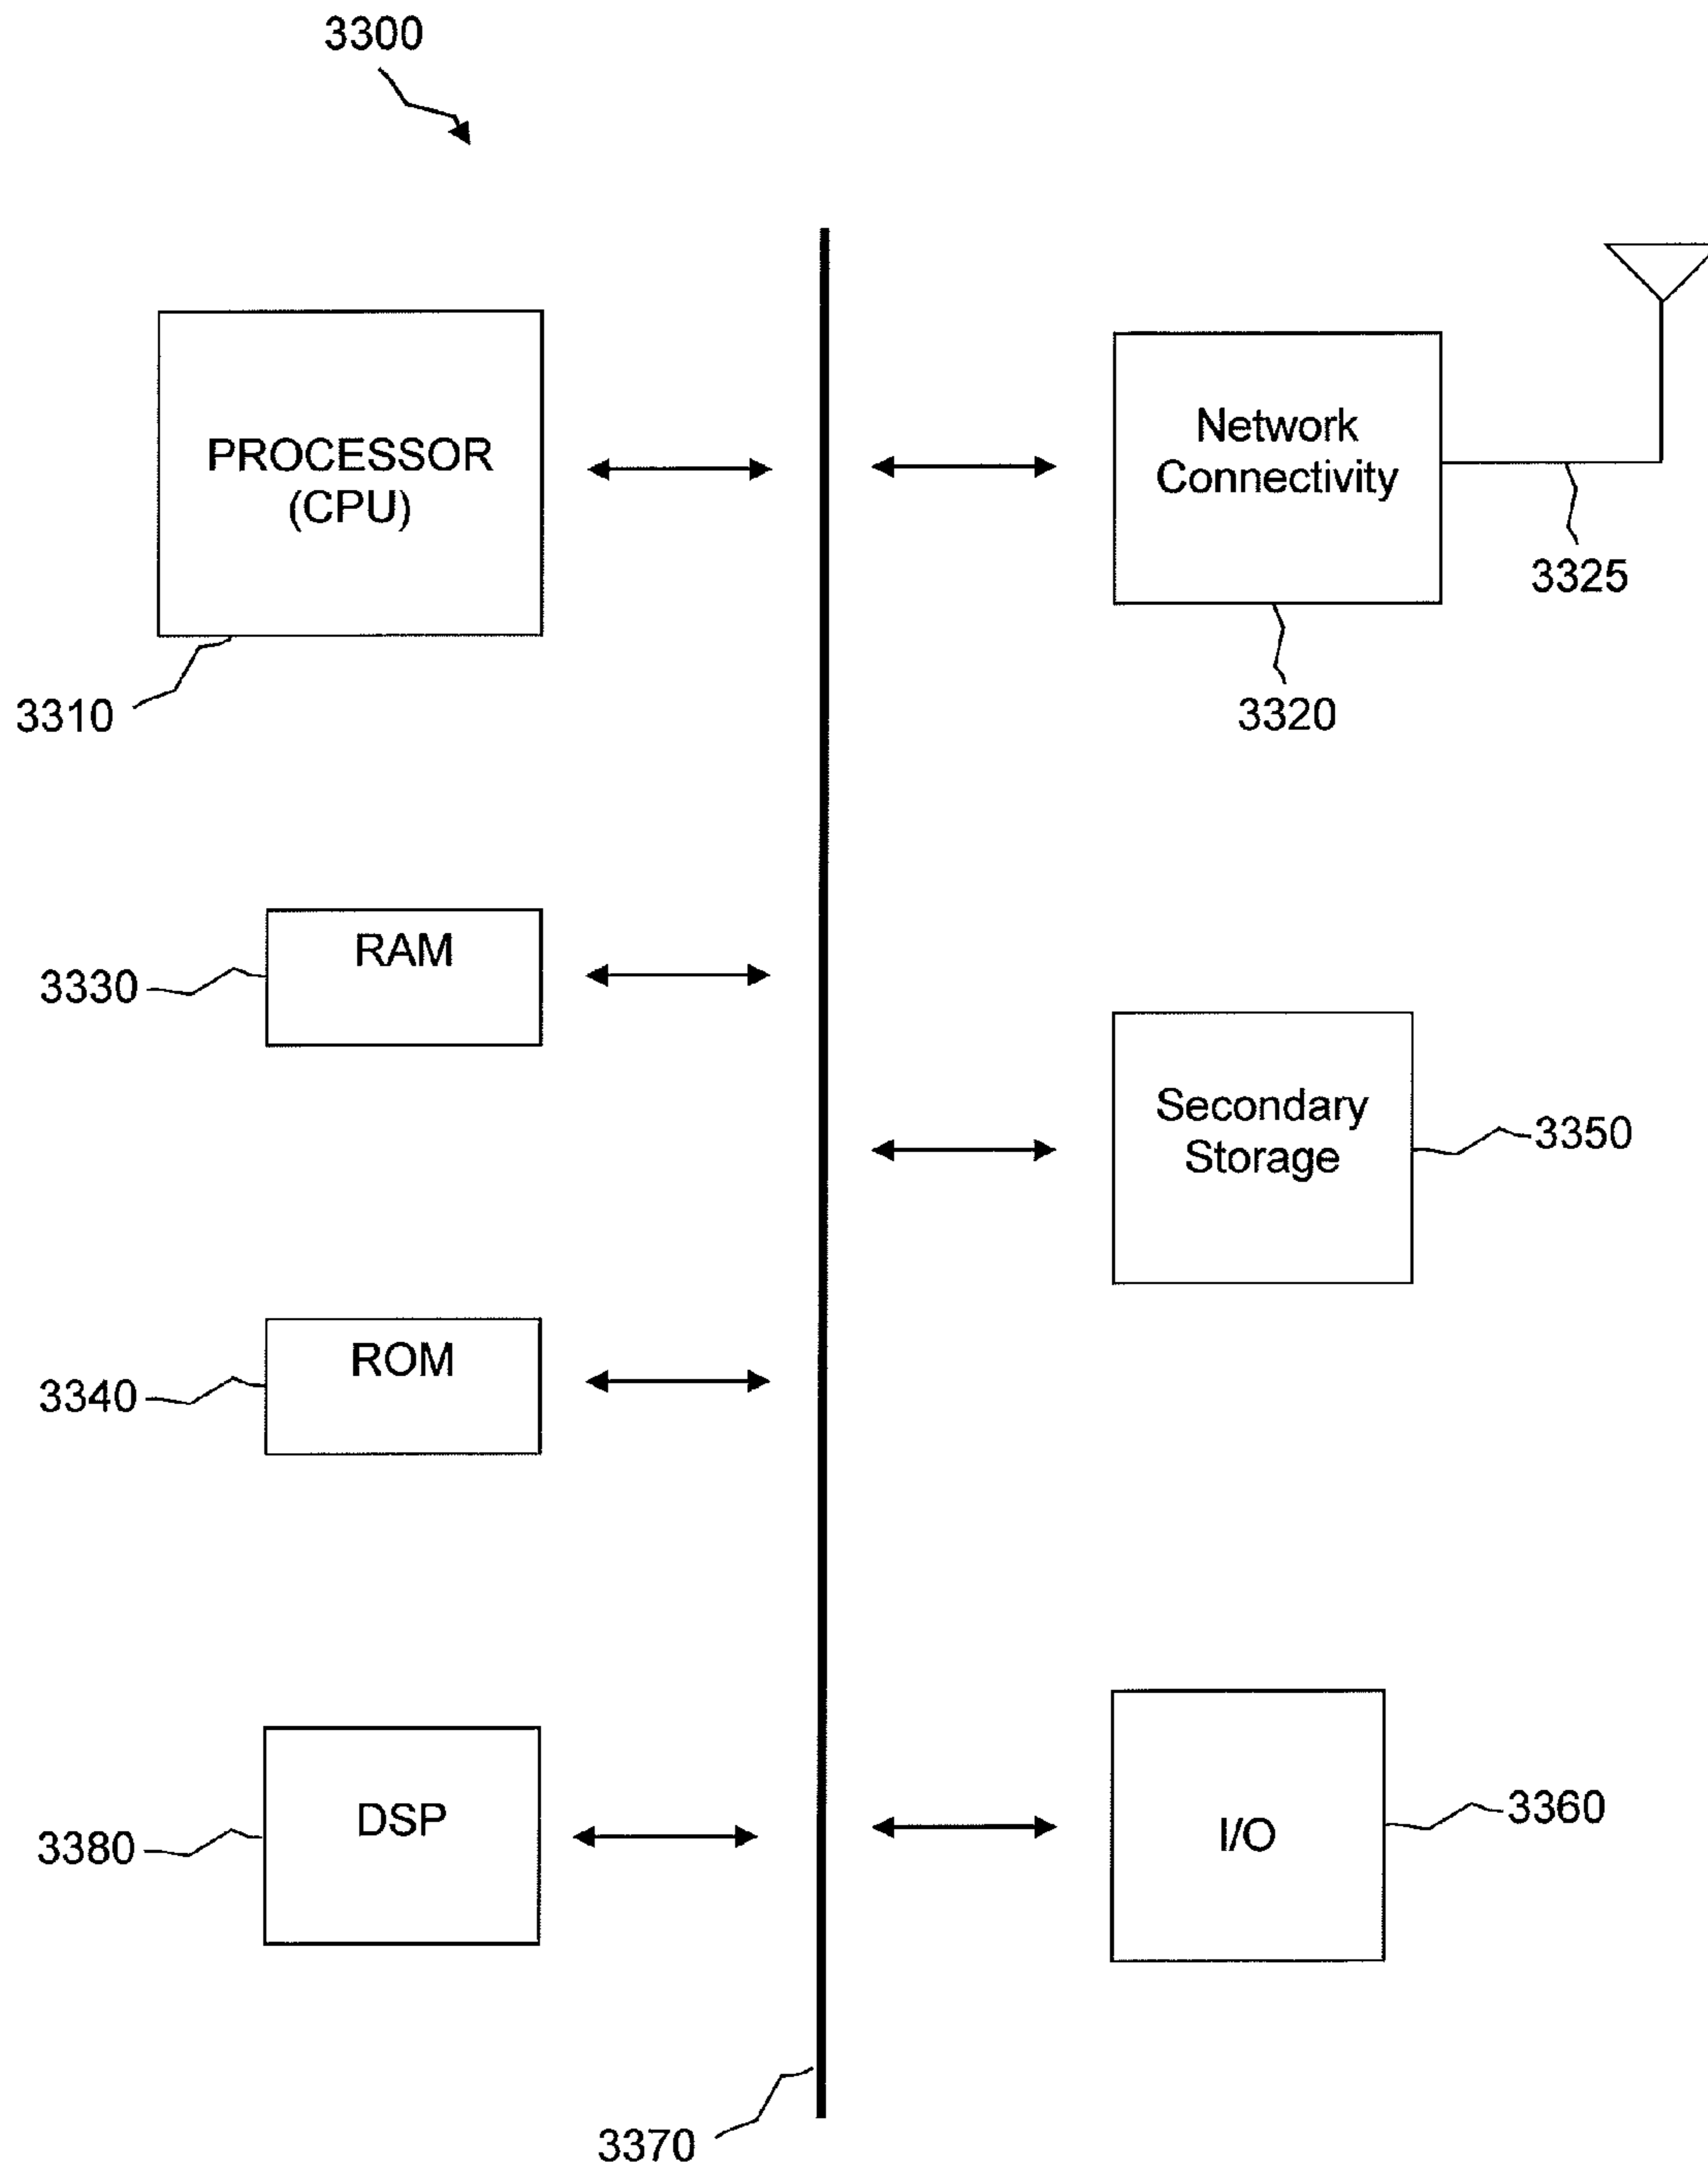 3300
PROCESSOR
(CPU)
3310
Network
Connectivity
3325
3320
RAM
3330
Secondary
Storage
3350
ROM
3340
DSP
3380
I/O
3360
3370